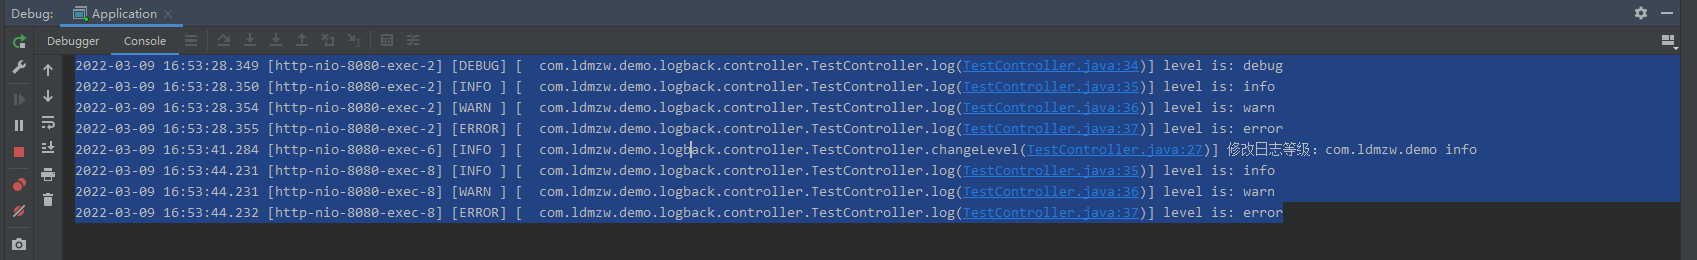 Debug: Application
Debugger Console
2022-03-09 16:53:28.349 [http-nio-8080-exec-2] [DEBUG] [  com.ldmzw.demo.logback.controller.TestController.log(TestController.java:34)] level is: debug
2022-03-09 16:53:28.350 [http-nio-8080-exec-2] [INFO ] [  com.ldmzw.demo.logback.controller.TestController.log(TestController.java:35)] level is: info
2022-03-09 16:53:28.354 [http-nio-8080-exec-2] [WARN ] [  com.ldmzw.demo.logback.controller.TestController.log(TestController.java:36)] level is: warn
2022-03-09 16:53:28.355 [http-nio-8080-exec-2] [ERROR] [  com.ldmzw.demo.logback.controller.TestController.log(TestController.java:37)] level is: error
2022-03-09 16:53:41.284 [http-nio-8080-exec-6] [INFO ] [  com.ldmzw.demo.logback.controller.TestController.changeLevel(TestController.java:27)] 修改日志等级：com.ldmzw.demo info
2022-03-09 16:53:44.231 [http-nio-8080-exec-8] [INFO ] [  com.ldmzw.demo.logback.controller.TestController.log(TestController.java:35)] level is: info
2022-03-09 16:53:44.231 [http-nio-8080-exec-8] [WARN ] [  com.ldmzw.demo.logback.controller.TestController.log(TestController.java:36)] level is: warn
2022-03-09 16:53:44.232 [http-nio-8080-exec-8] [ERROR] [  com.ldmzw.demo.logback.controller.TestController.log(TestController.java:37)] level is: error